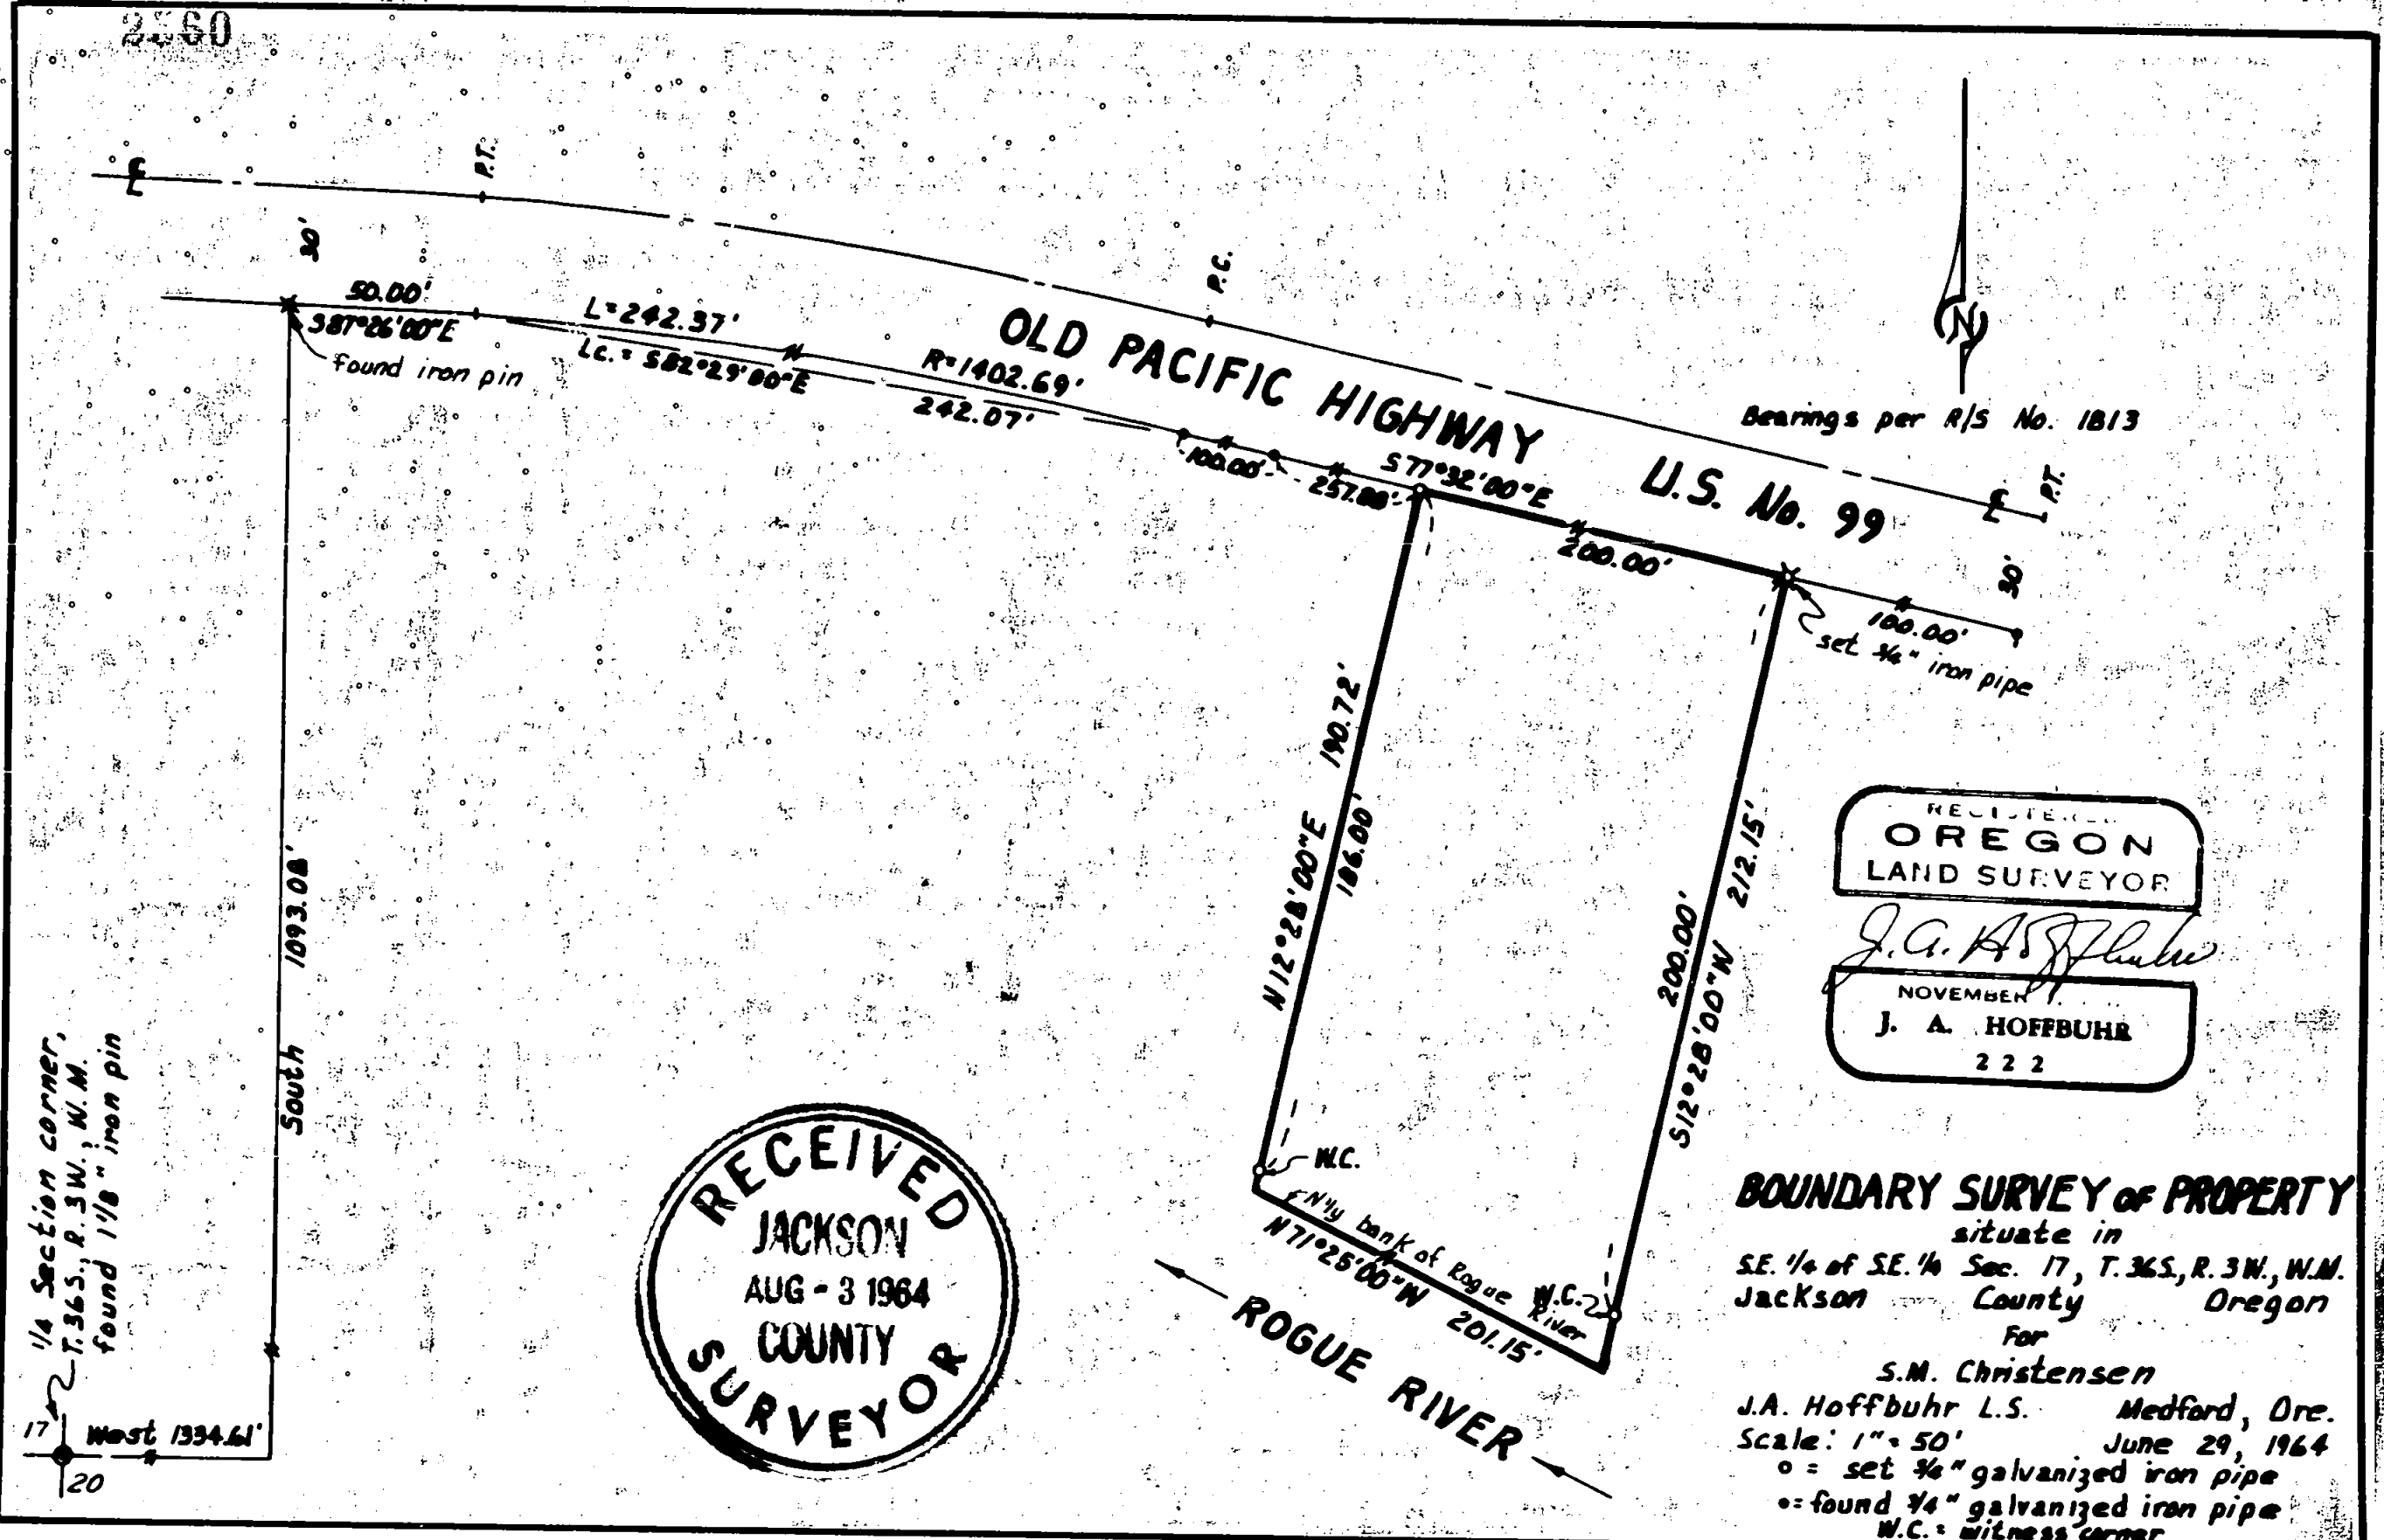 2560
℄
P.T.
30'
50.00'
S87°26'00"E
found iron pin
L=242.37'
Lc.= S82°29'00"E
R=1402.69'
242.07'
P.C.
OLD PACIFIC HIGHWAY U.S. No. 99
100.00'
257.88'
S77°32'00"E
200.00'
℄
P.T.
30'
100.00'
set 3/4" iron pipe
N
Bearings per R/S No. 1813
N12°28'00"E 190.72'
186.00'
200.00'
S12°28'00"W 212.15'
W.C.
N'ly bank of Rogue River
N71°25'00"W 201.15'
W.C.
ROGUE RIVER
South 1093.08'
1/4 Section corner,
T.36S., R.3W., W.M.
found 1 1/8" iron pin
17
West 1334.61'
20
RECEIVED
JACKSON
AUG - 3 1964
COUNTY
SURVEYOR
REGISTERED
OREGON
LAND SURVEYOR
J.A. Hoffbuhr
NOVEMBER
J. A. HOFFBUHR
222
BOUNDARY SURVEY of PROPERTY
situate in
S.E. 1/4 of S.E. 1/4 Sec. 17, T.36S., R.3W., W.M.
Jackson County Oregon
For
S.M. Christensen
J.A. Hoffbuhr L.S. Medford, Ore.
Scale: 1"= 50' June 29, 1964
o = set 3/4" galvanized iron pipe
•= found 3/4" galvanized iron pipe
W.C.= witness corner